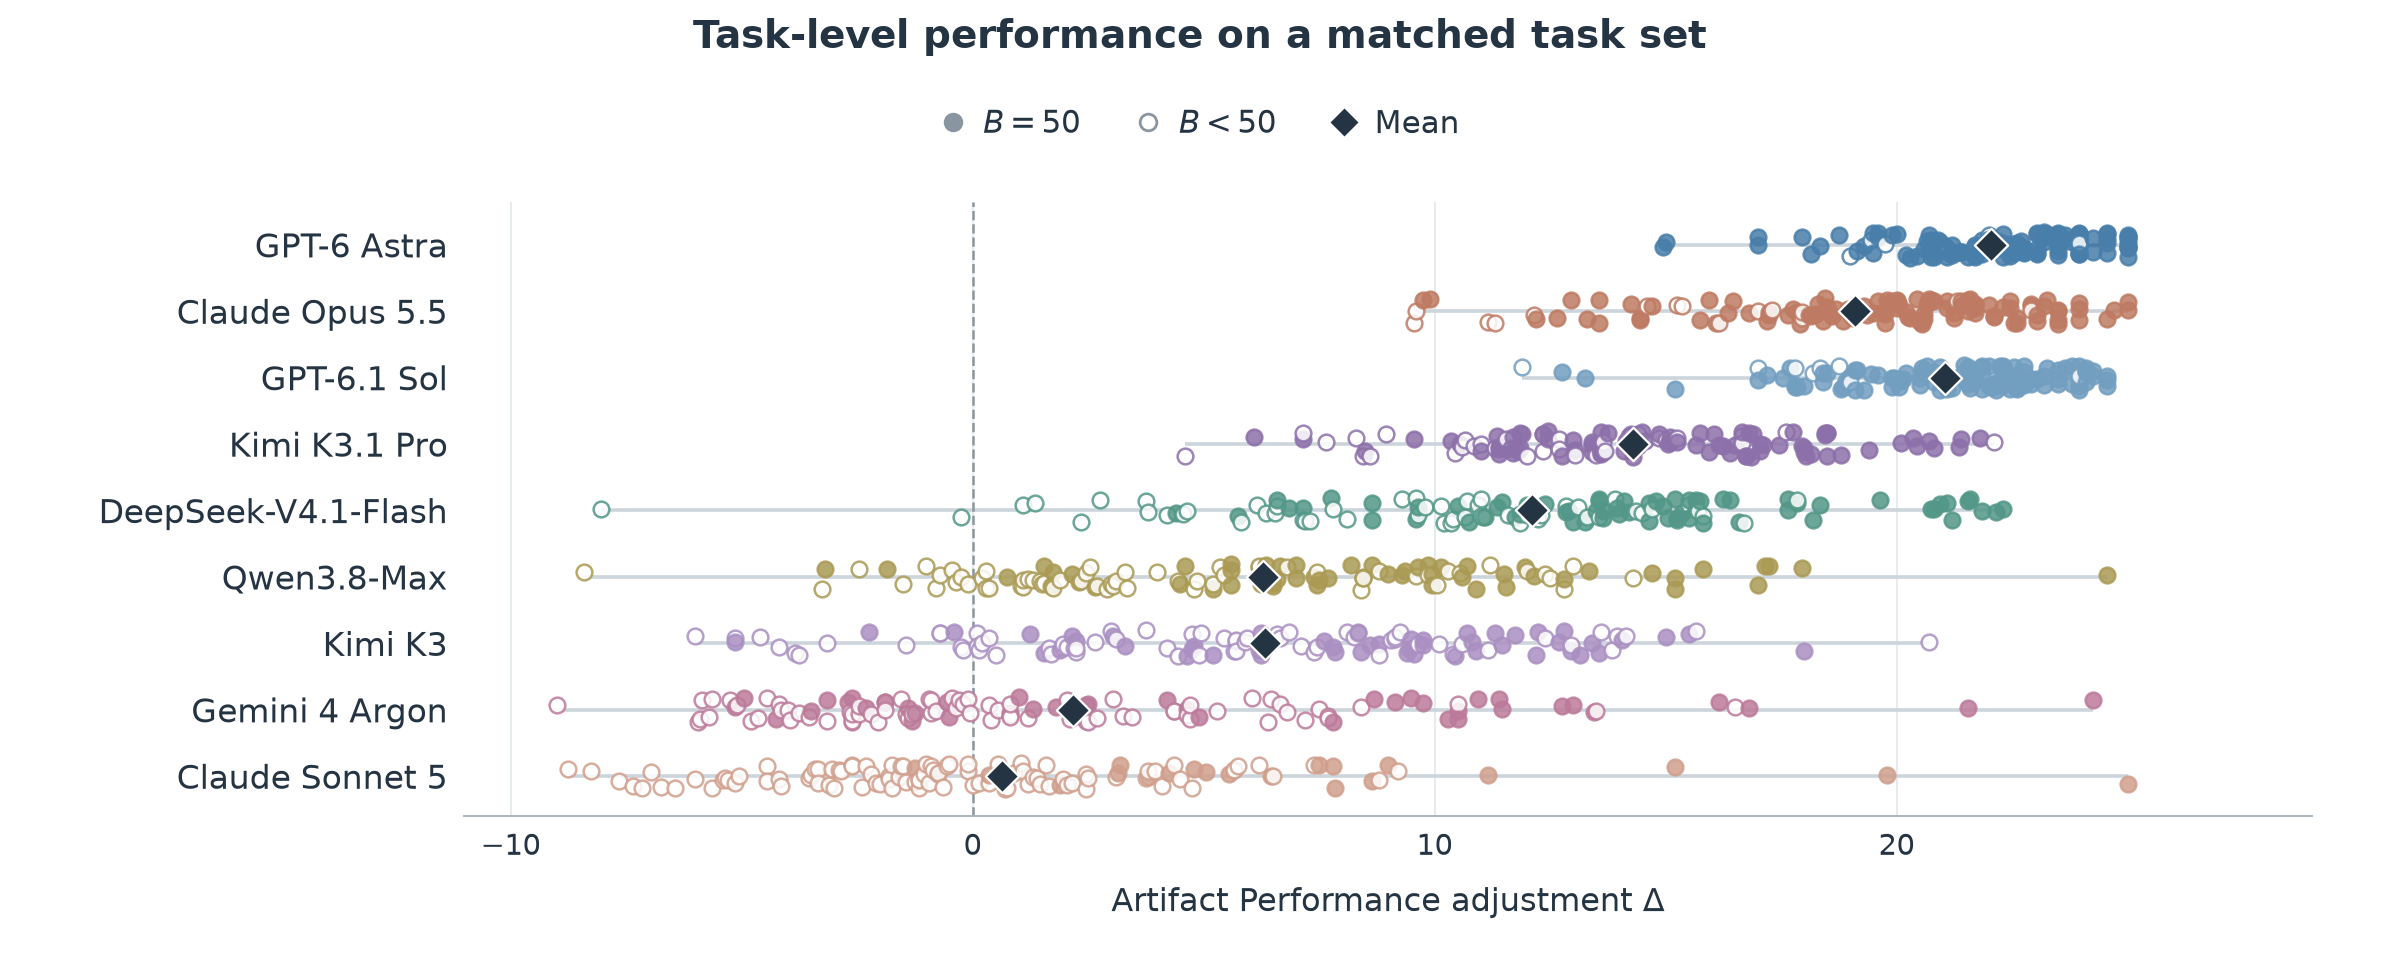 Task-level performance on a matched task set
B = 50
B < 50
Mean
GPT-6 Astra
Claude Opus 5.5
GPT-6.1 Sol
Kimi K3.1 Pro
DeepSeek-V4.1-Flash
Qwen3.8-Max
Kimi K3
Gemini 4 Argon
Claude Sonnet 5
−10 0 10 20
Artifact Performance adjustment Δ